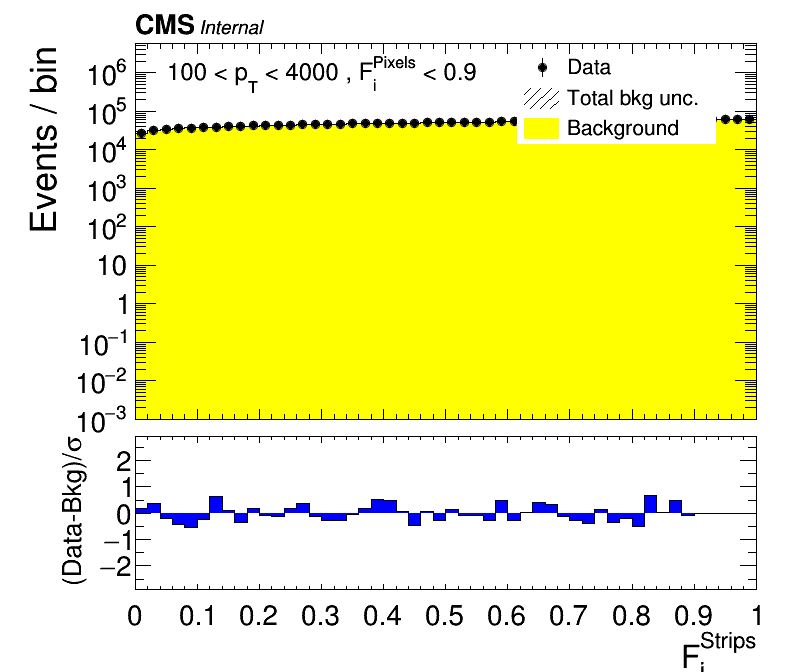 CMS Internal
100 < p_T < 4000 , F_i^Pixels < 0.9
Data
Total bkg unc.
Background
Events / bin
10^6
10^5
10^4
10^3
10^2
10
1
10^−1
10^−2
10^−3
(Data-Bkg)/σ
2
1
0
−1
−2
0 0.1 0.2 0.3 0.4 0.5 0.6 0.7 0.8 0.9 1
F_i^Strips